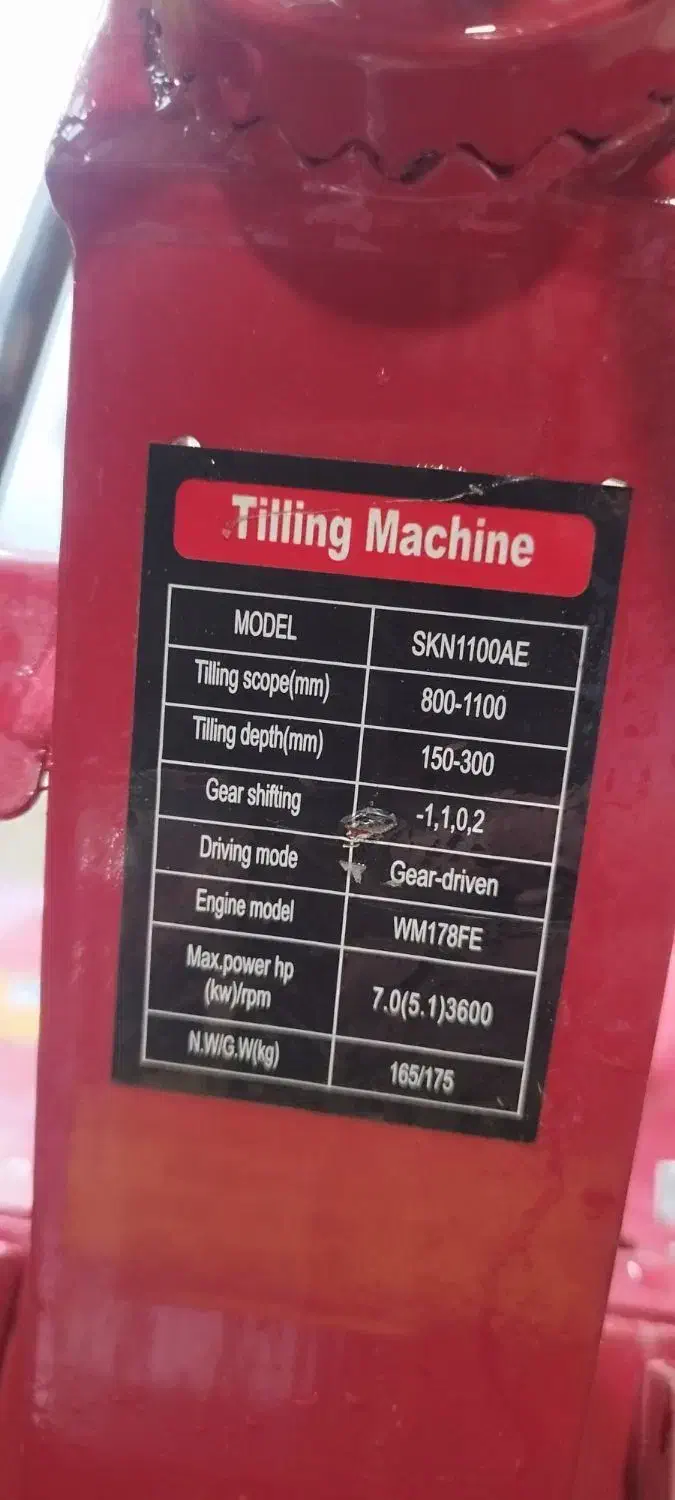 Tilling Machine
MODEL SKN1100AE
Tilling scope(mm) 800-1100
Tilling depth(mm) 150-300
Gear shifting -1,1,0,2
Driving mode Gear-driven
Engine model WM178FE
Max.power hp
(kw)/rpm 7.0(5.1)3600
N.W/G.W(kg) 165/175